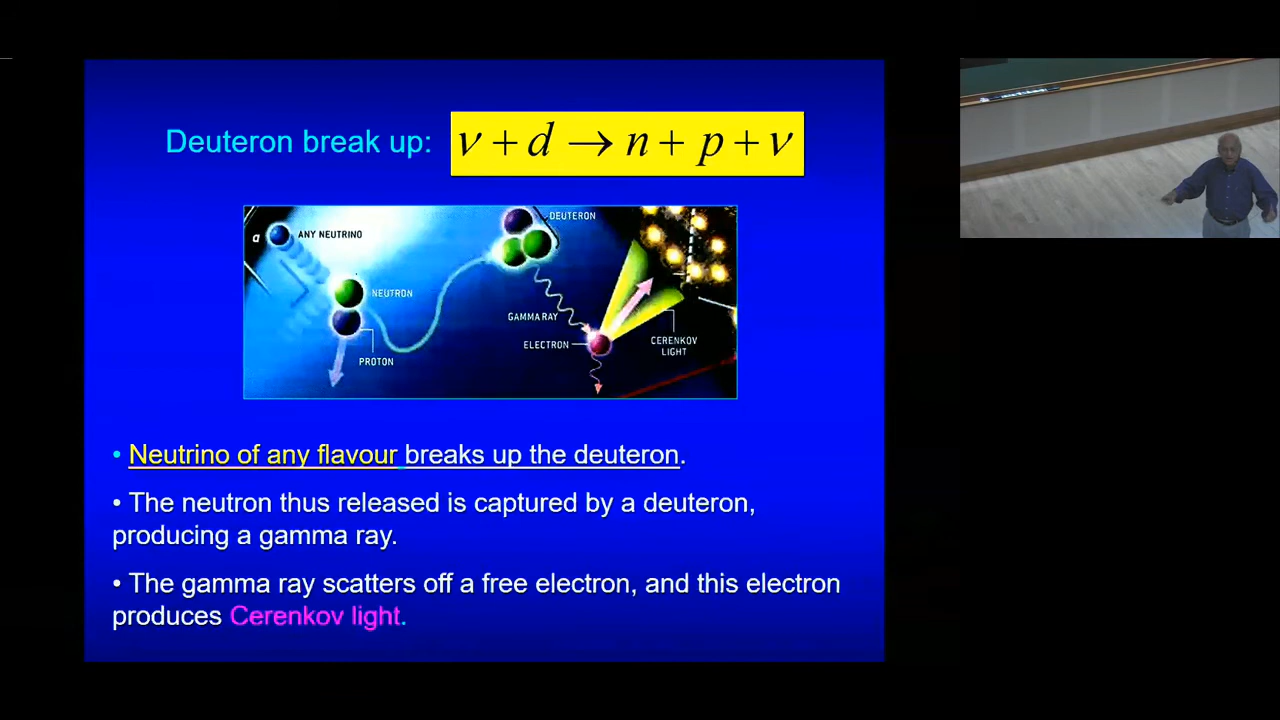 Deuteron break up: ν + d → n + p + ν
a ANY NEUTRINO
DEUTERON
NEUTRON
GAMMA RAY
ELECTRON
CERENKOV
LIGHT
PROTON
• Neutrino of any flavour breaks up the deuteron.
• The neutron thus released is captured by a deuteron,
producing a gamma ray.
• The gamma ray scatters off a free electron, and this electron
produces Cerenkov light.